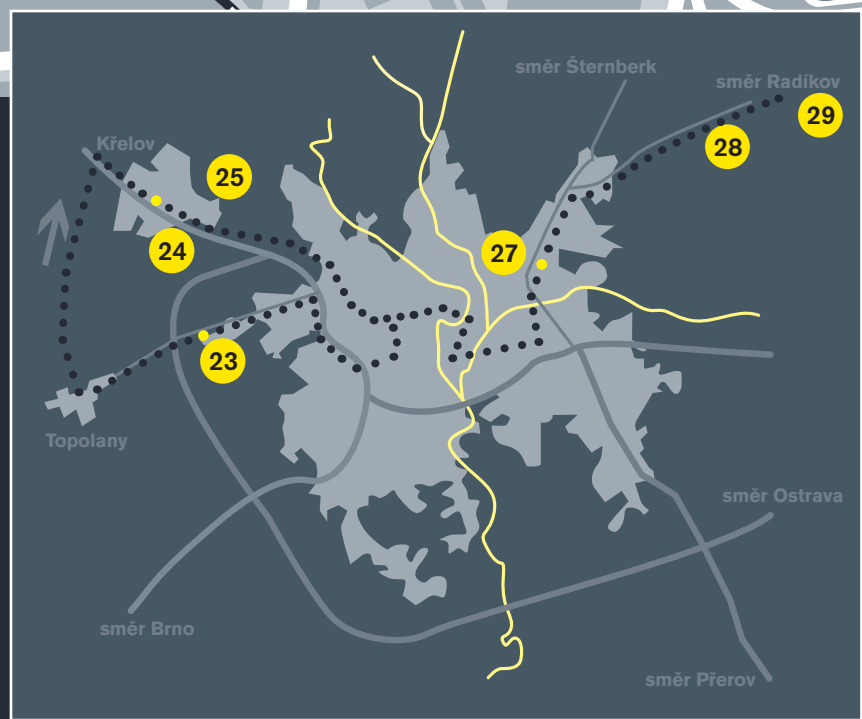 směr Šternberk
směr Radíkov
29
28
Křelov
25
24
27
23
Topolany
směr Ostrava
směr Brno
směr Přerov